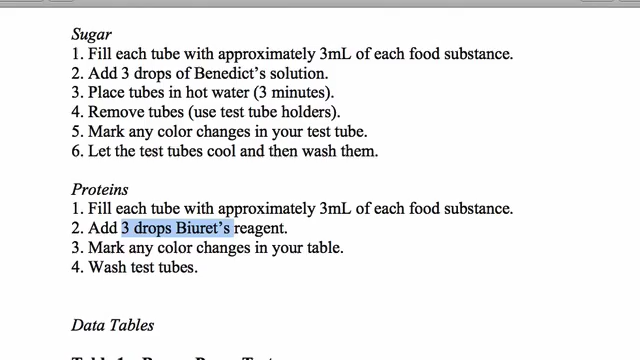 Sugar
1. Fill each tube with approximately 3mL of each food substance.
2. Add 3 drops of Benedict's solution.
3. Place tubes in hot water (3 minutes).
4. Remove tubes (use test tube holders).
5. Mark any color changes in your test tube.
6. Let the test tubes cool and then wash them.
Proteins
1. Fill each tube with approximately 3mL of each food substance.
2. Add 3 drops Biuret's reagent.
3. Mark any color changes in your table.
4. Wash test tubes.
Data Tables